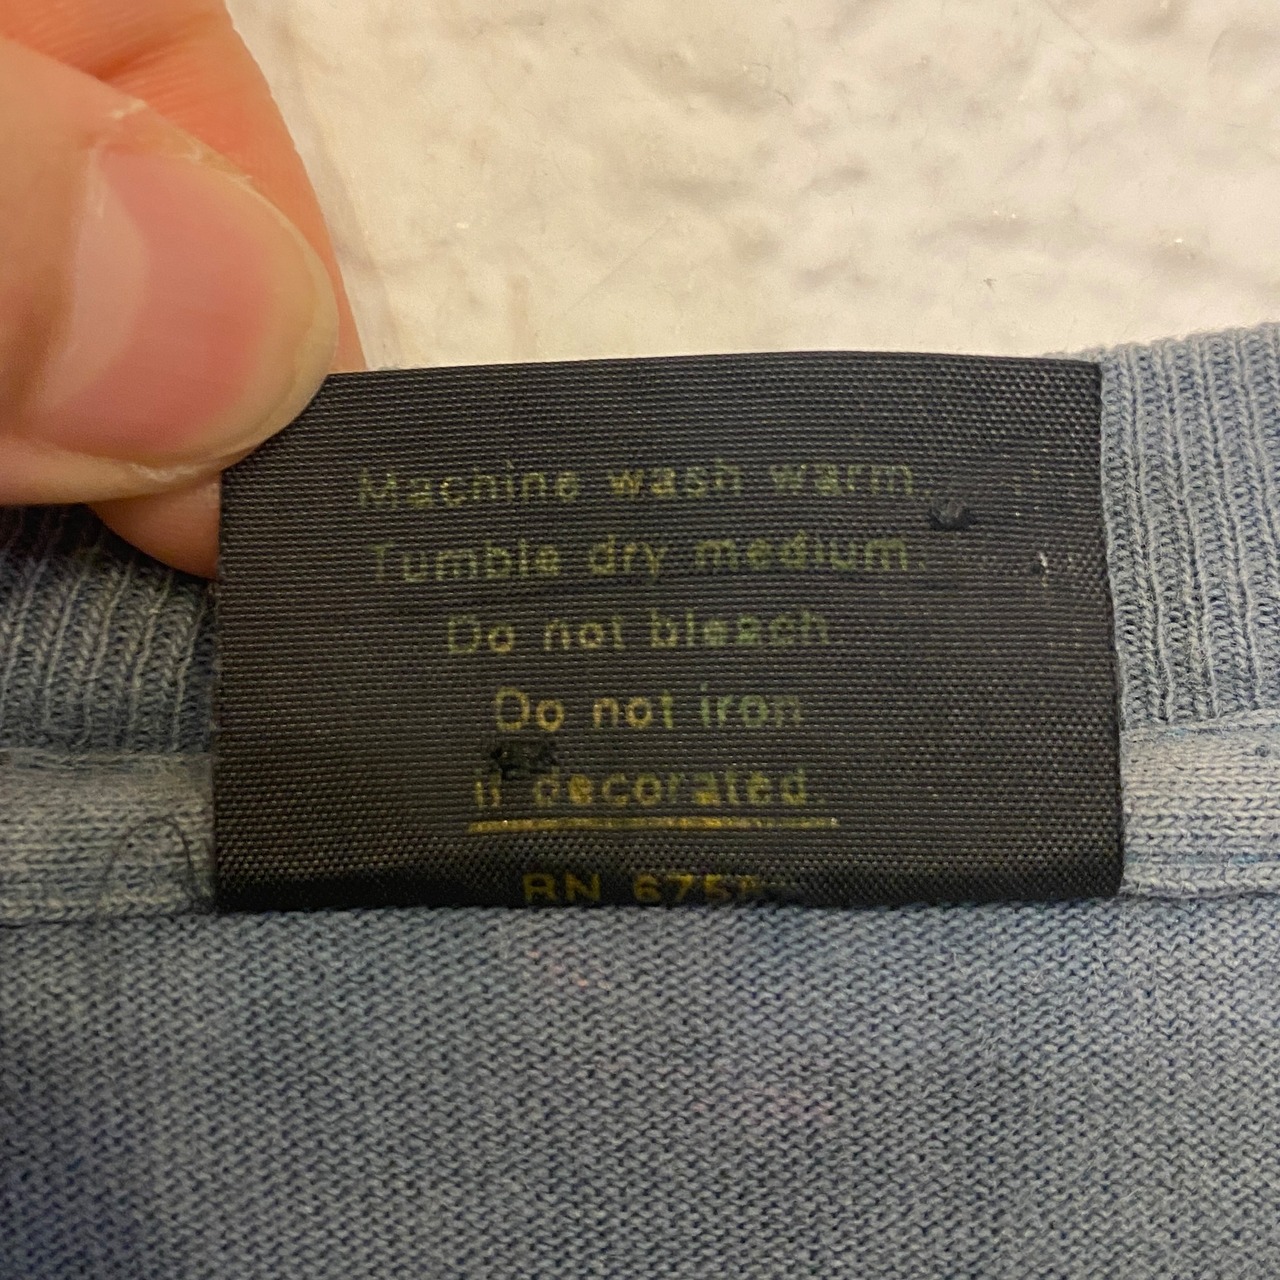 Machine wash warm.
Tumble dry medium.
Do not bleach
Do not iron
if decorated.
RN